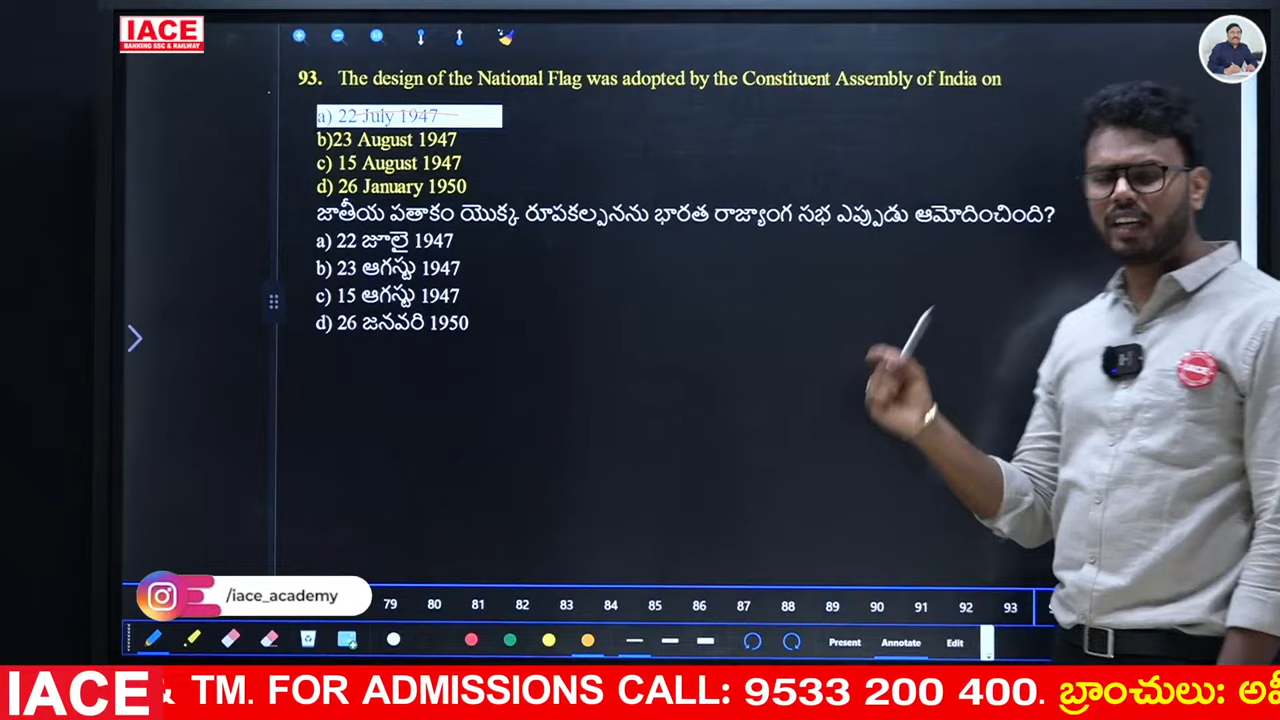 IACE
BANKING SSC & RAILWAY
93. The design of the National Flag was adopted by the Constituent Assembly of India on
a) 22 July 1947
b)23 August 1947
c) 15 August 1947
d) 26 January 1950
జాతీయ పతాకం యొక్క రూపకల్పనను భారత రాజ్యాంగ సభ ఎప్పుడు ఆమోదించింది?
a) 22 జూలై 1947
b) 23 ఆగస్టు 1947
c) 15 ఆగస్టు 1947
d) 26 జనవరి 1950
IACE
/iace_academy
79 80 81 82 83 84 85 86 87 88 89 90 91 92 93
Present Annotate Edit
IACE & TM. FOR ADMISSIONS CALL: 9533 200 400. బ్రాంచులు: